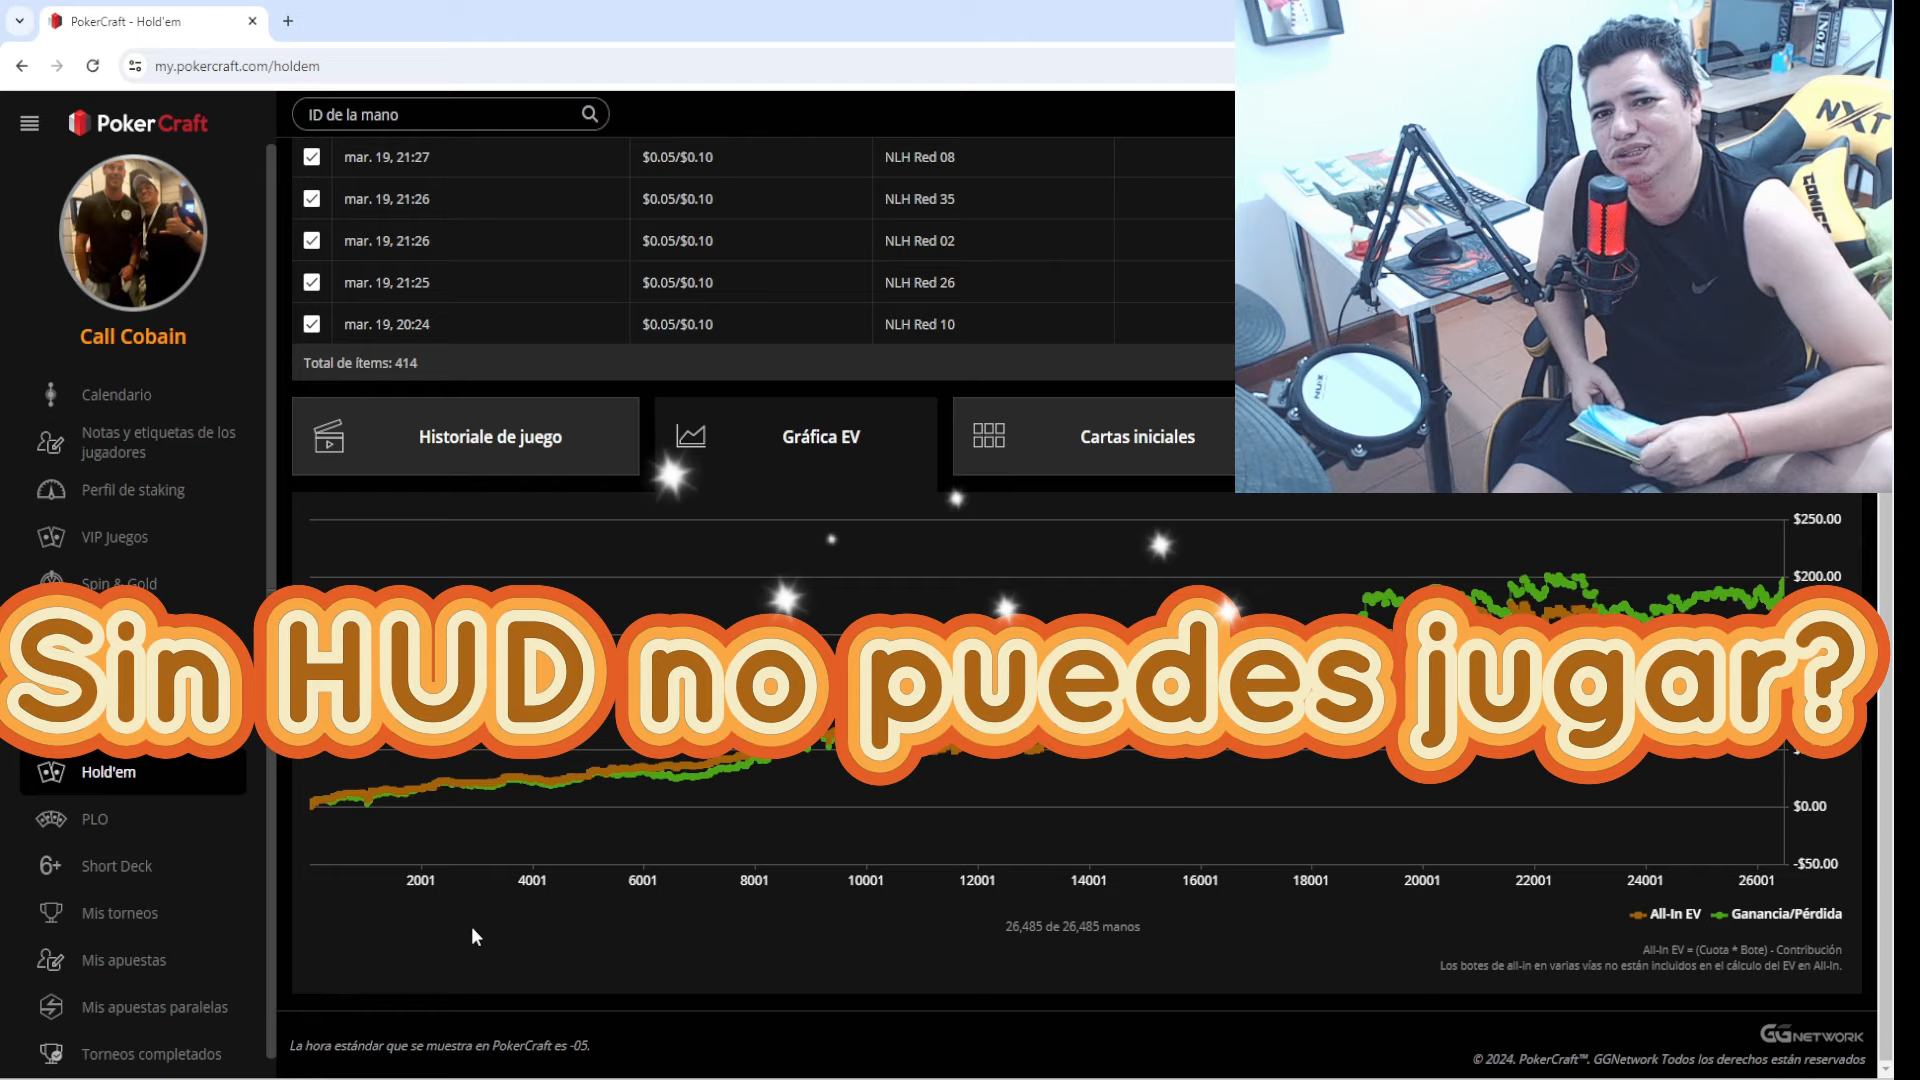 PokerCraft - Hold'em
my.pokercraft.com/holdem
PokerCraft
Call Cobain
Calendario
Notas y etiquetas de los
jugadores
Perfil de staking
VIP Juegos
Spin & Gold
Hold'em
PLO
6+ Short Deck
Mis torneos
Mis apuestas
Mis apuestas paralelas
Torneos completados
ID de la mano
mar. 19, 21:27 $0.05/$0.10 NLH Red 08
mar. 19, 21:26 $0.05/$0.10 NLH Red 35
mar. 19, 21:26 $0.05/$0.10 NLH Red 02
mar. 19, 21:25 $0.05/$0.10 NLH Red 26
mar. 19, 20:24 $0.05/$0.10 NLH Red 10
Total de ítems: 414
Historiale de juego
Gráfica EV
Cartas iniciales
NXT
CONICS
NU-X
$250.00
$200.00
Sin HUD no puedes jugar?
$0.00
-$50.00
2001 4001 6001 8001 10001 12001 14001 16001 18001 20001 22001 24001 26001
All-In EV Ganancia/Pérdida
26,485 de 26,485 manos
All-In EV = (Cuota * Bote) - Contribución
Los botes de all-in en varias vías no están incluidos en el cálculo del EV en All-In.
La hora estándar que se muestra en PokerCraft es -05.
GGNETWORK
© 2024. PokerCraft™. GGNetwork Todos los derechos están reservados